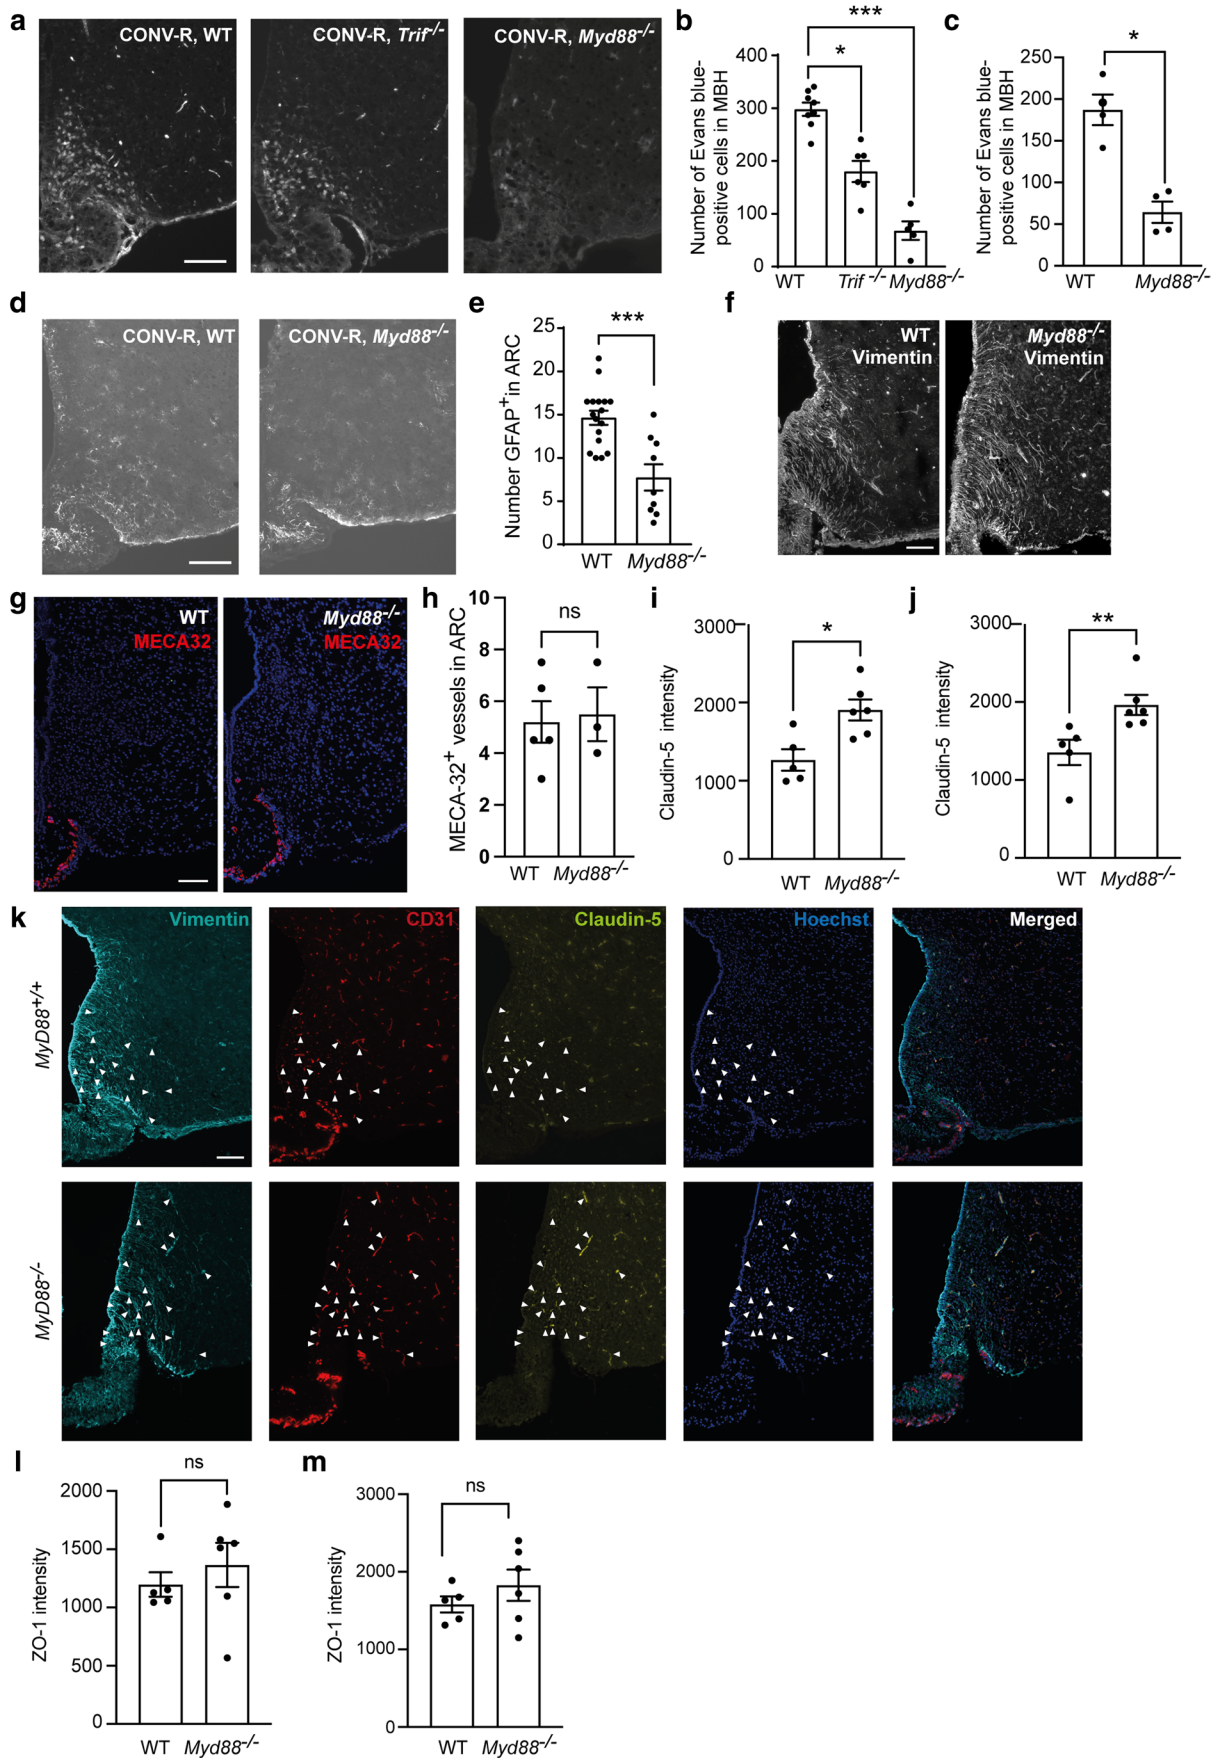 a
CONV-R, WT
CONV-R, Trif-/-
CONV-R, Myd88-/-
b
Number of Evans blue-
positive cells in MBH
400
300
200
100
0
***
*
WT
Trif -/-
Myd88-/-
c
Number of Evans blue-
positive cells in MBH
250
200
150
100
50
0
*
WT
Myd88-/-
d
CONV-R, WT
CONV-R, Myd88-/-
e
Number GFAP+in ARC
25
20
15
10
5
0
***
WT
Myd88-/-
f
WT
Vimentin
Myd88-/-
Vimentin
g
WT
MECA32
Myd88-/-
MECA32
h
MECA-32+ vessels in ARC
10
8
6
4
2
0
ns
WT
Myd88-/-
i
Claudin-5 intensity
3000
2000
1000
0
*
WT
Myd88-/-
j
Claudin-5 intensity
3000
2000
1000
0
**
WT
Myd88-/-
k
Vimentin
CD31
Claudin-5
Hoechst
Merged
MyD88+/+
MyD88-/-
l
ZO-1 intensity
2000
1500
1000
500
0
ns
WT
Myd88-/-
m
ZO-1 intensity
3000
2000
1000
0
ns
WT
Myd88-/-